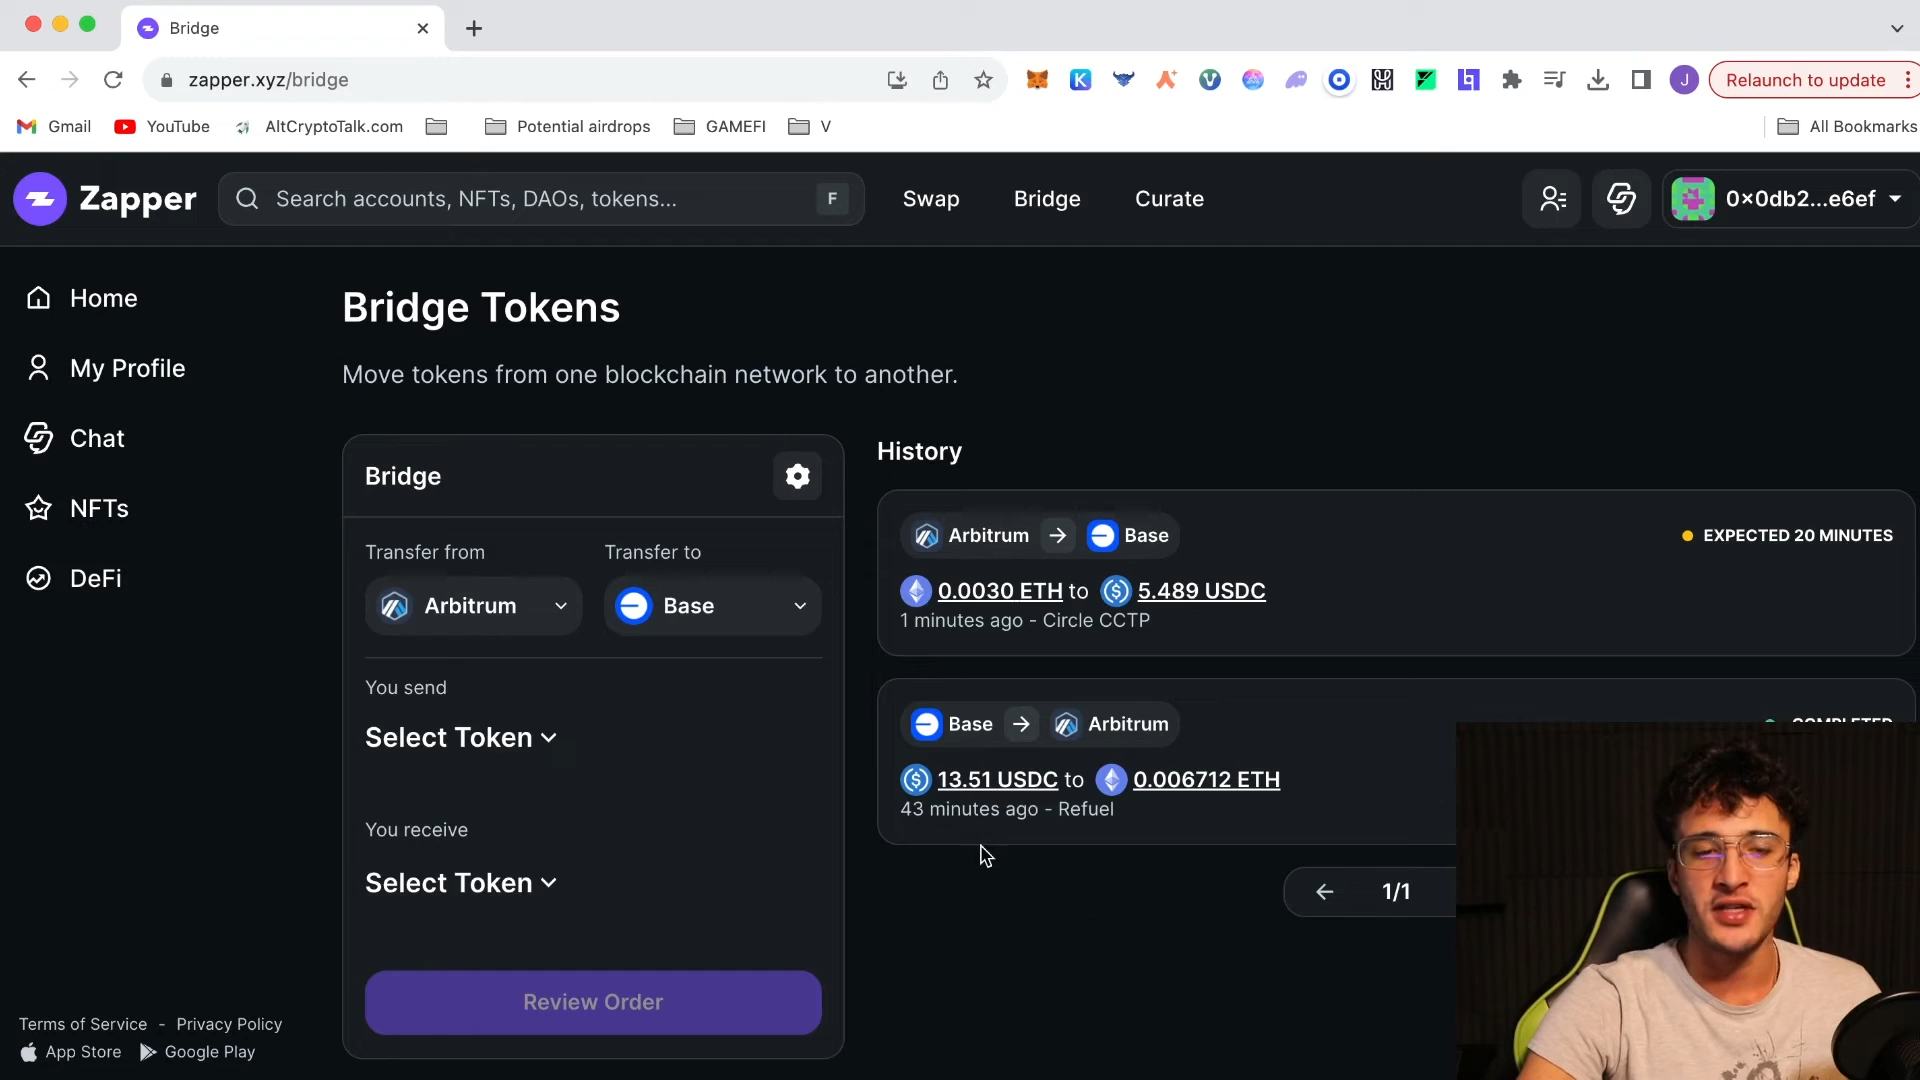 Bridge
zapper.xyz/bridge
Relaunch to update
Gmail
YouTube
AltCryptoTalk.com
Potential airdrops
GAMEFI
V
All Bookmarks
Zapper
Search accounts, NFTs, DAOs, tokens...
F
Swap
Bridge
Curate
0×0db2...e6ef
Home
My Profile
Chat
NFTs
DeFi
Bridge Tokens
Move tokens from one blockchain network to another.
Bridge
Transfer from
Transfer to
Arbitrum
Base
You send
Select Token
You receive
Select Token
Review Order
History
Arbitrum → Base
EXPECTED 20 MINUTES
0.0030 ETH to 5.489 USDC
1 minutes ago - Circle CCTP
Base → Arbitrum
COMPLETED
13.51 USDC to 0.006712 ETH
43 minutes ago - Refuel
1/1
Terms of Service - Privacy Policy
App Store
Google Play